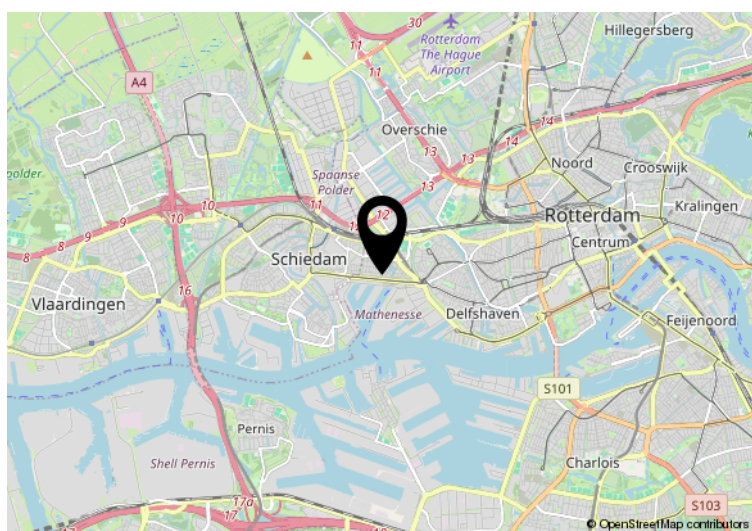 Hillegersberg
30
11
Rotterdam
The Hague
Airport
A4
11
Overschie
14
14
13
13
13
polder
Spaanse
Polder
Noord
Crooswijk
Kralingen
11
12
10
10
9
8
Rotterdam
Centrum
Schiedam
16
Vlaardingen
Mathenesse
Delfshaven
Feijenoord
S101
Pernis
Shell Pernis
Charlois
17a
17
17
S103
© OpenStreetMap contributors